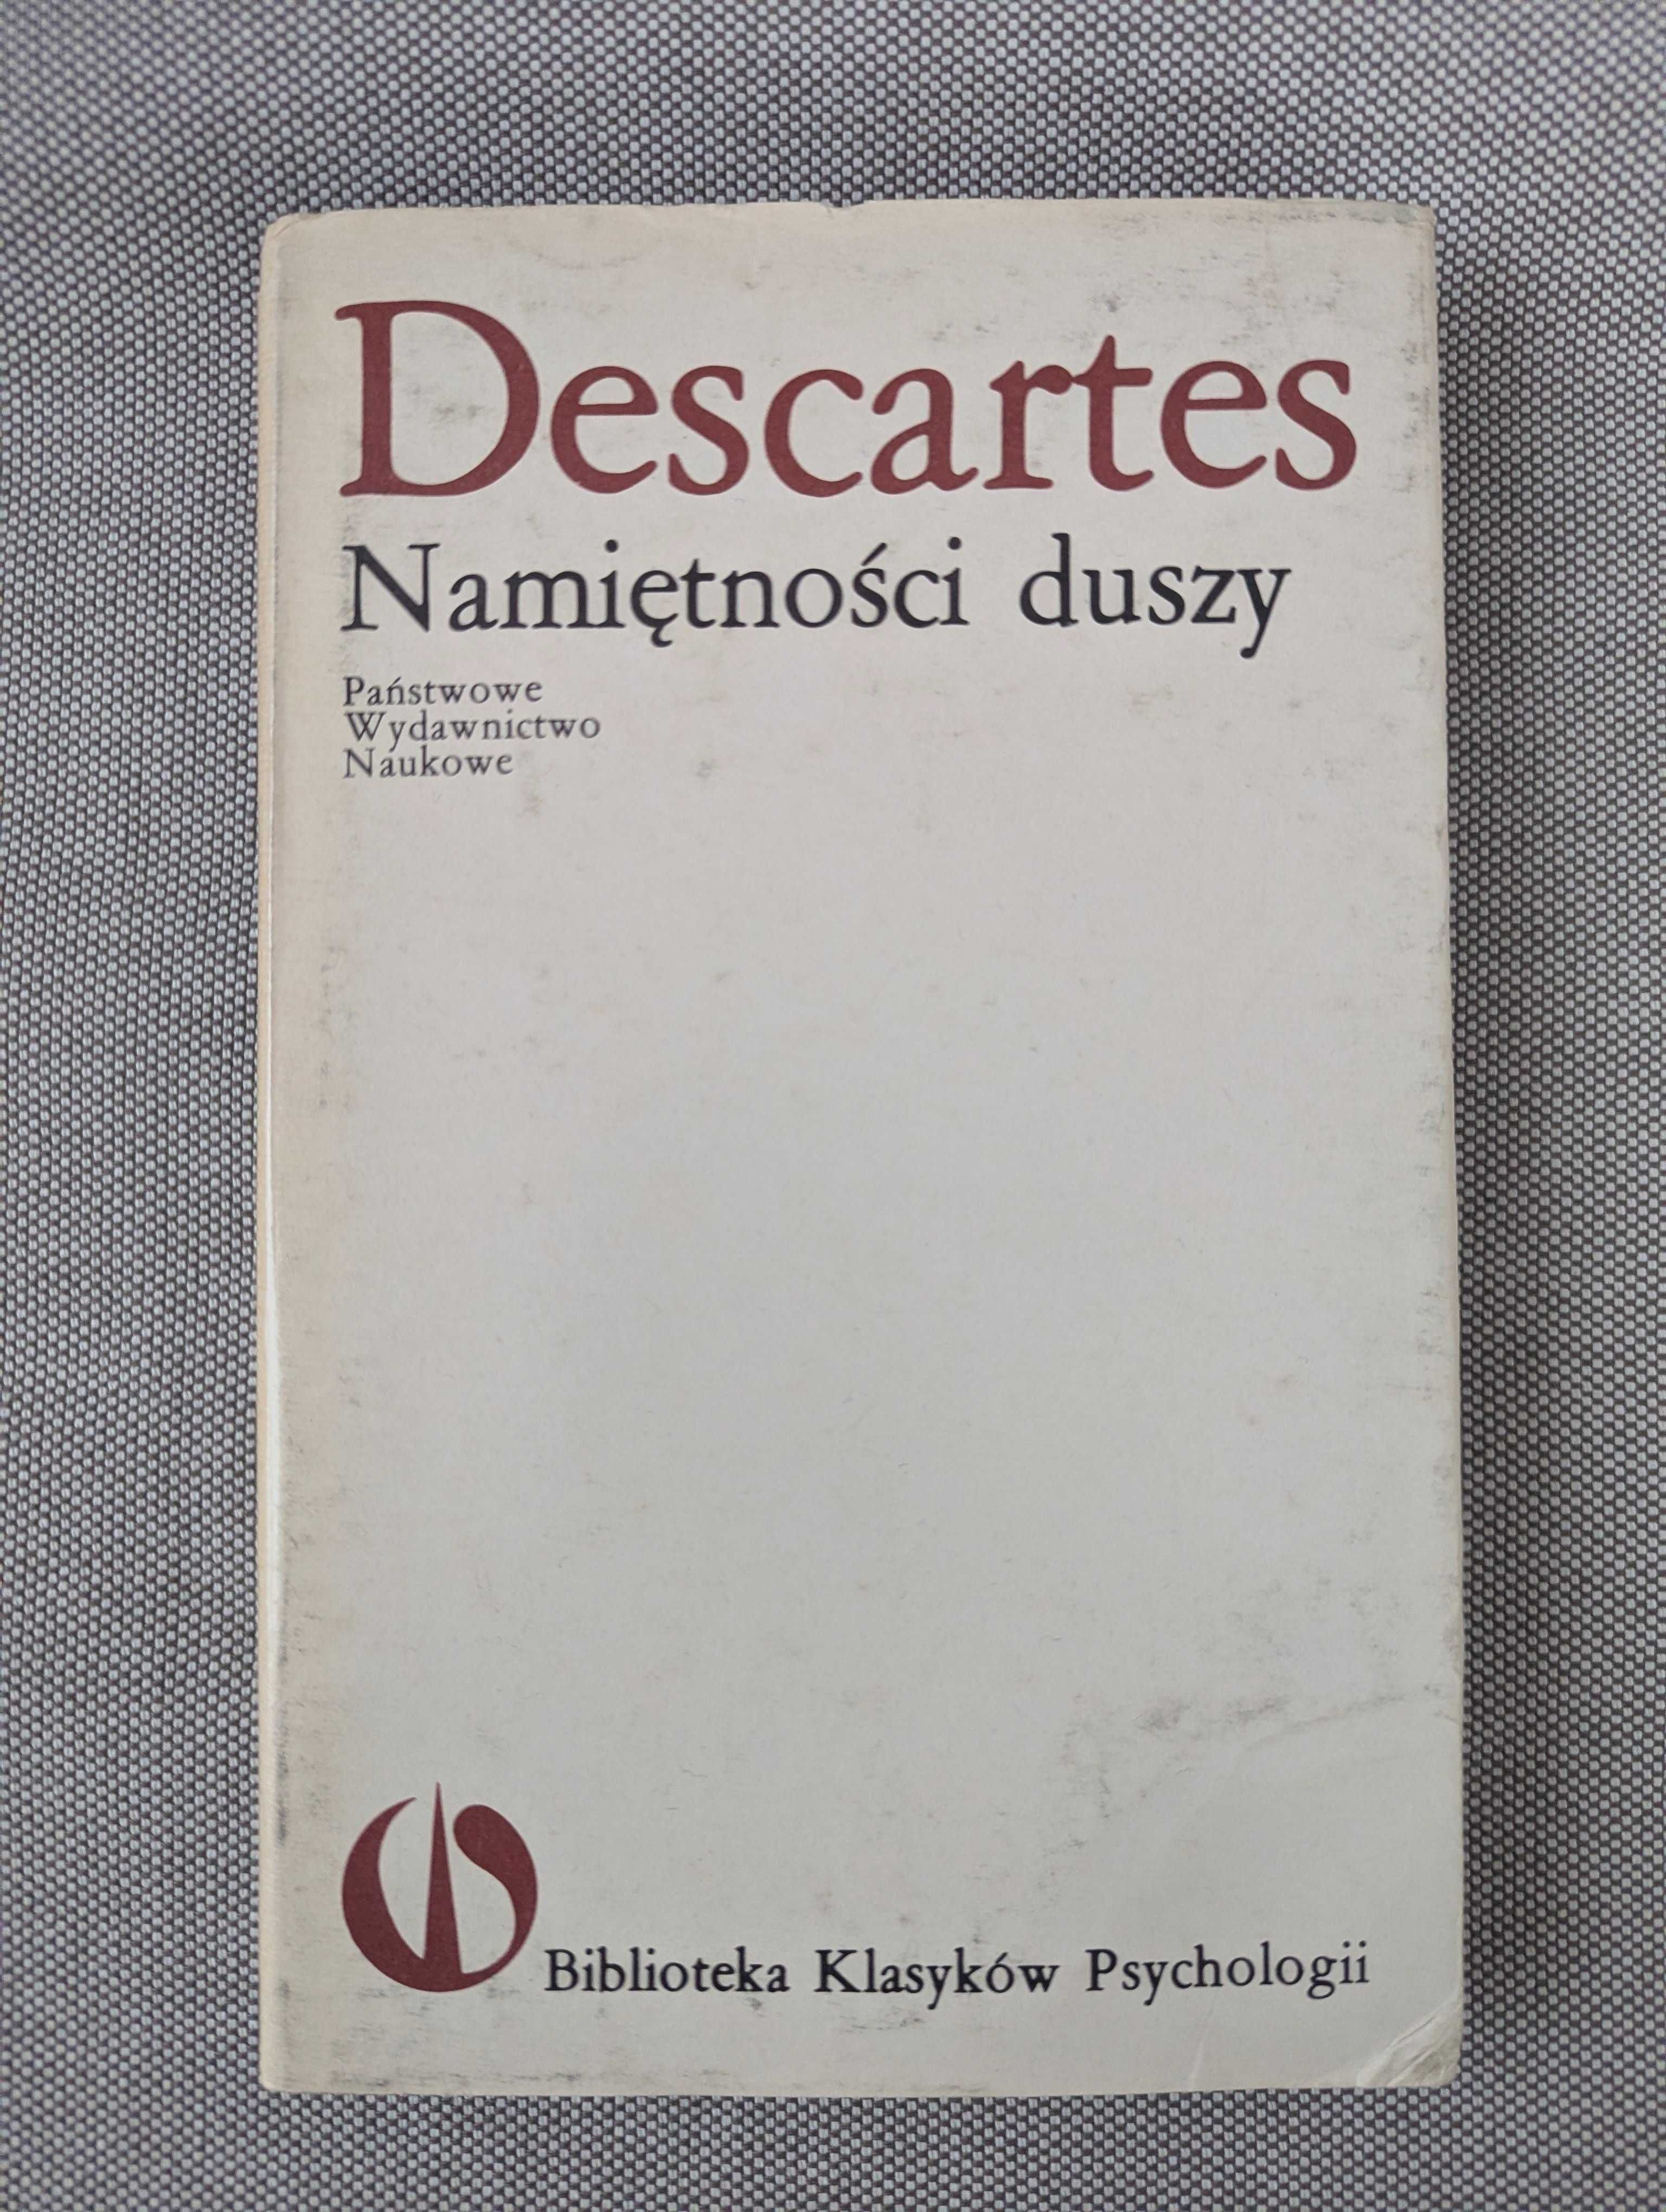 Descartes
Namiętności duszy
Państwowe
Wydawnictwo
Naukowe
Biblioteka Klasyków Psychologii